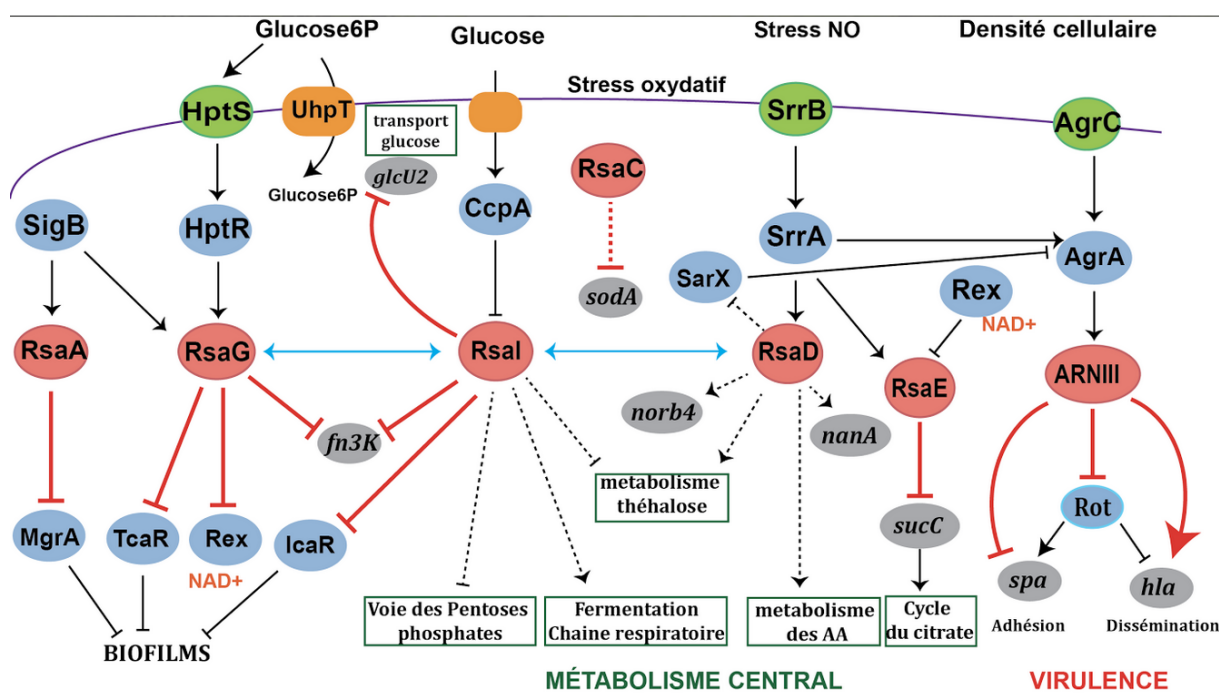 Glucose6P
Glucose
Stress NO
Densité cellulaire
Stress oxydatif
HptS
UhpT
SrrB
AgrC
transport
glucose
glcU2
RsaC
Glucose6P
SigB
HptR
CcpA
SrrA
AgrA
SarX
sodA
Rex
NAD+
RsaA
RsaG
RsaI
RsaD
RsaE
ARNIII
norb4
nanA
fn3K
metabolisme
théhalose
MgrA
TcaR
Rex
NAD+
IcaR
sucC
Rot
spa
hla
Adhésion
Dissémination
Voie des Pentoses
phosphates
Fermentation
Chaine respiratoire
metabolisme
des AA
Cycle
du citrate
BIOFILMS
MÉTABOLISME CENTRAL
VIRULENCE